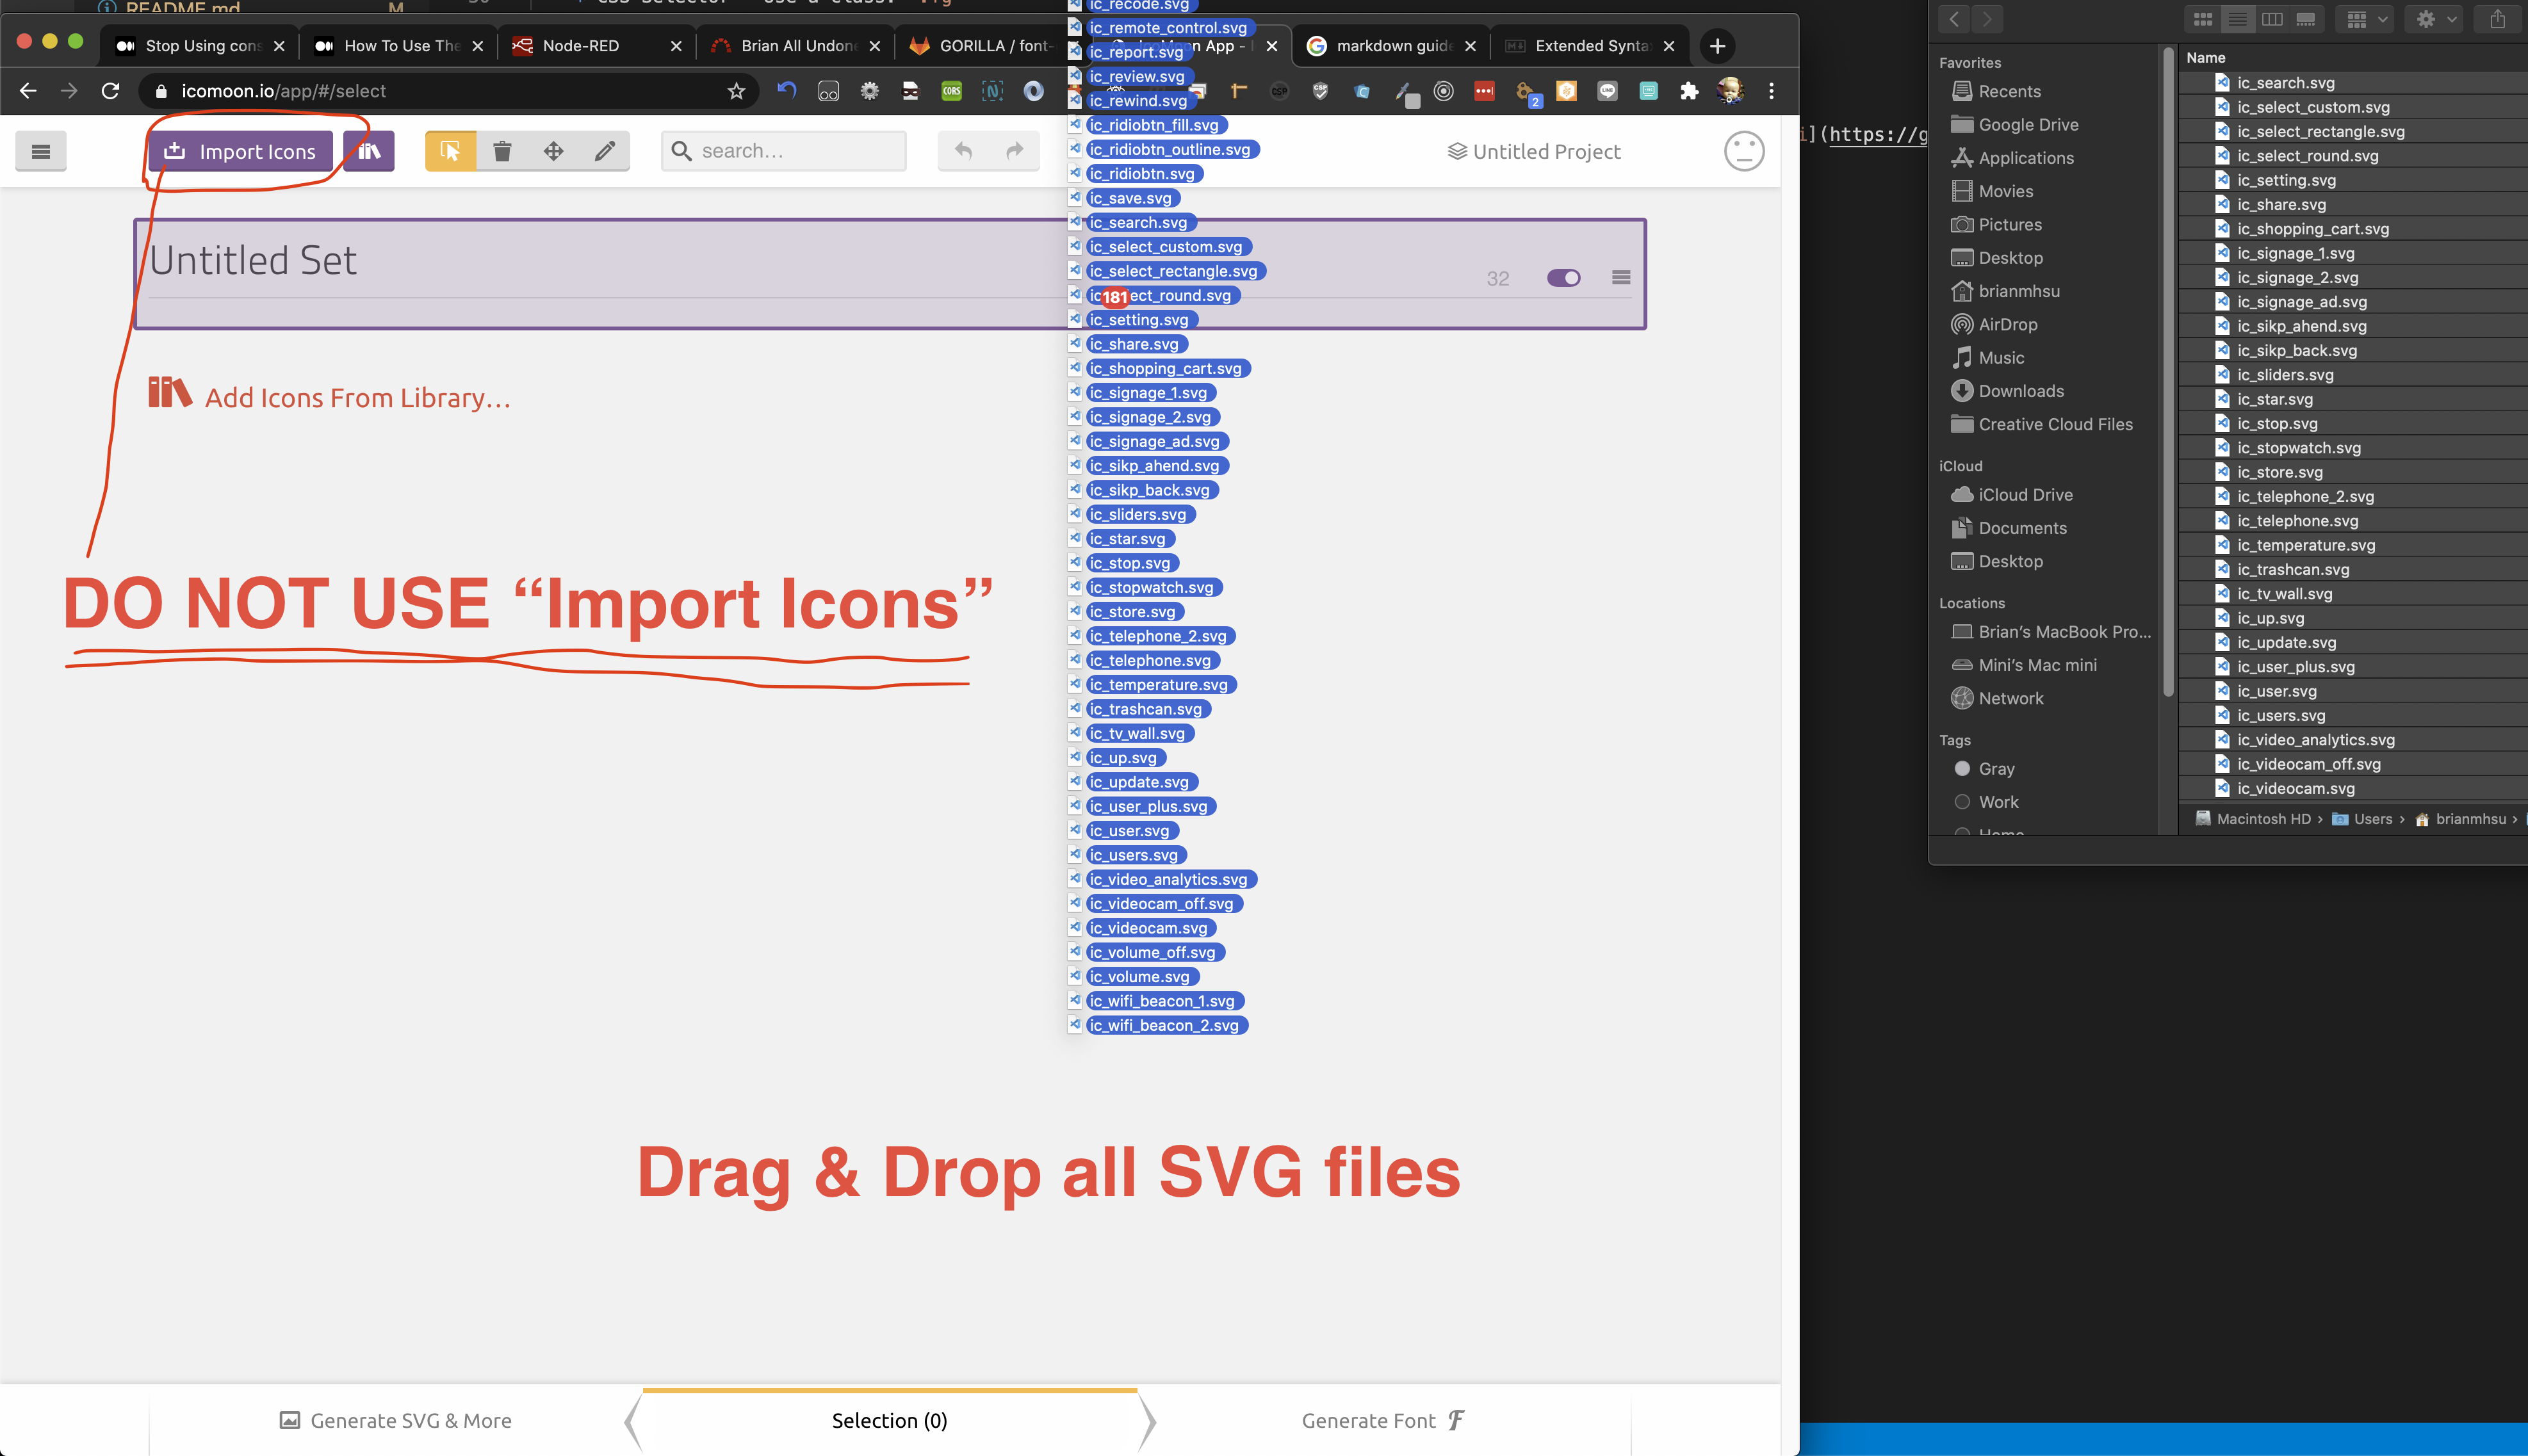 README.md
M
css selector
Stop Using cons
How To Use The
Node-RED
Brian All Undone
GORILLA / font-
App -
markdown guide
Extended Synta
icomoon.io/app/#/select
CORS
CSP
2
Import Icons
search...
Untitled Project
i](https://g
Untitled Set
32
Add Icons From Library...
DO NOT USE “Import Icons”
ic_recode.svg
ic_remote_control.svg
ic_report.svg
ic_review.svg
ic_rewind.svg
ic_ridiobtn_fill.svg
ic_ridiobtn_outline.svg
ic_ridiobtn.svg
ic_save.svg
ic_search.svg
ic_select_custom.svg
ic_select_rectangle.svg
ic
181
ect_round.svg
ic_setting.svg
ic_share.svg
ic_shopping_cart.svg
ic_signage_1.svg
ic_signage_2.svg
ic_signage_ad.svg
ic_sikp_ahend.svg
ic_sikp_back.svg
ic_sliders.svg
ic_star.svg
ic_stop.svg
ic_stopwatch.svg
ic_store.svg
ic_telephone_2.svg
ic_telephone.svg
ic_temperature.svg
ic_trashcan.svg
ic_tv_wall.svg
ic_up.svg
ic_update.svg
ic_user_plus.svg
ic_user.svg
ic_users.svg
ic_video_analytics.svg
ic_videocam_off.svg
ic_videocam.svg
ic_volume_off.svg
ic_volume.svg
ic_wifi_beacon_1.svg
ic_wifi_beacon_2.svg
Drag & Drop all SVG files
Generate SVG & More
Selection (0)
Generate Font
Favorites
Recents
Google Drive
Applications
Movies
Pictures
Desktop
brianmhsu
AirDrop
Music
Downloads
Creative Cloud Files
iCloud
iCloud Drive
Documents
Desktop
Locations
Brian’s MacBook Pro...
Mini’s Mac mini
Network
Tags
Gray
Work
Home
Name
ic_search.svg
ic_select_custom.svg
ic_select_rectangle.svg
ic_select_round.svg
ic_setting.svg
ic_share.svg
ic_shopping_cart.svg
ic_signage_1.svg
ic_signage_2.svg
ic_signage_ad.svg
ic_sikp_ahend.svg
ic_sikp_back.svg
ic_sliders.svg
ic_star.svg
ic_stop.svg
ic_stopwatch.svg
ic_store.svg
ic_telephone_2.svg
ic_telephone.svg
ic_temperature.svg
ic_trashcan.svg
ic_tv_wall.svg
ic_up.svg
ic_update.svg
ic_user_plus.svg
ic_user.svg
ic_users.svg
ic_video_analytics.svg
ic_videocam_off.svg
ic_videocam.svg
Macintosh HD › Users › brianmhsu ›